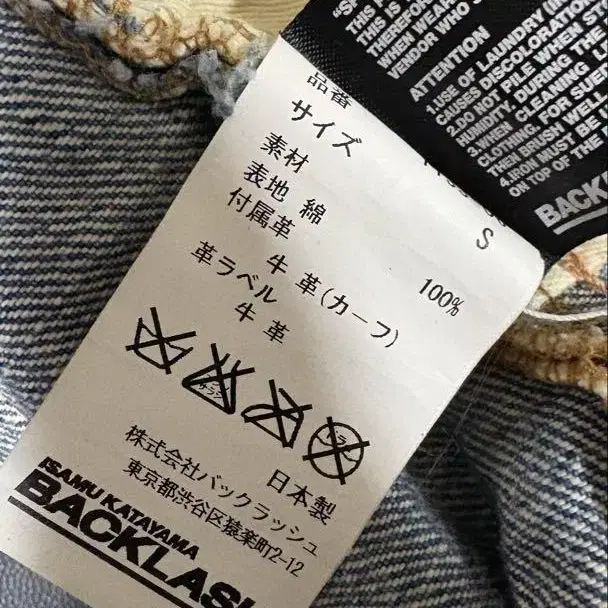 品番
サイズ S
素材
表地 綿 100%
付属革
牛革(カーフ)
革ラベル
牛革
日本製
株式会社バックラッシュ
東京都渋谷区猿楽町2-12
ISAMU KATAYAMA
BACKLASH
THIS
THIS IS
THEREFORE
WHEN WEAR
VENDOR WHO
ATTENTION
1.USE OF LAUNDRY
CAUSES DISCOLORATION
2.DO NOT PILE WHEN ST
HUMIDITY DURING THE
3.WHEN CLEANING
CLOTHING, FOR SUE
THEN BENISH WELL
4.IRON MUST BE
ON TOP OF THE
BACK